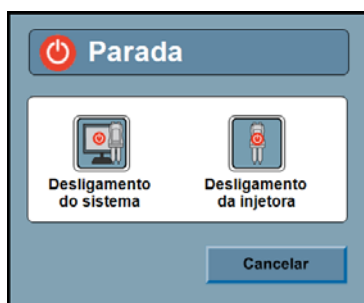 Parada
Desligamento
do sistema
Desligamento
da injetora
Cancelar